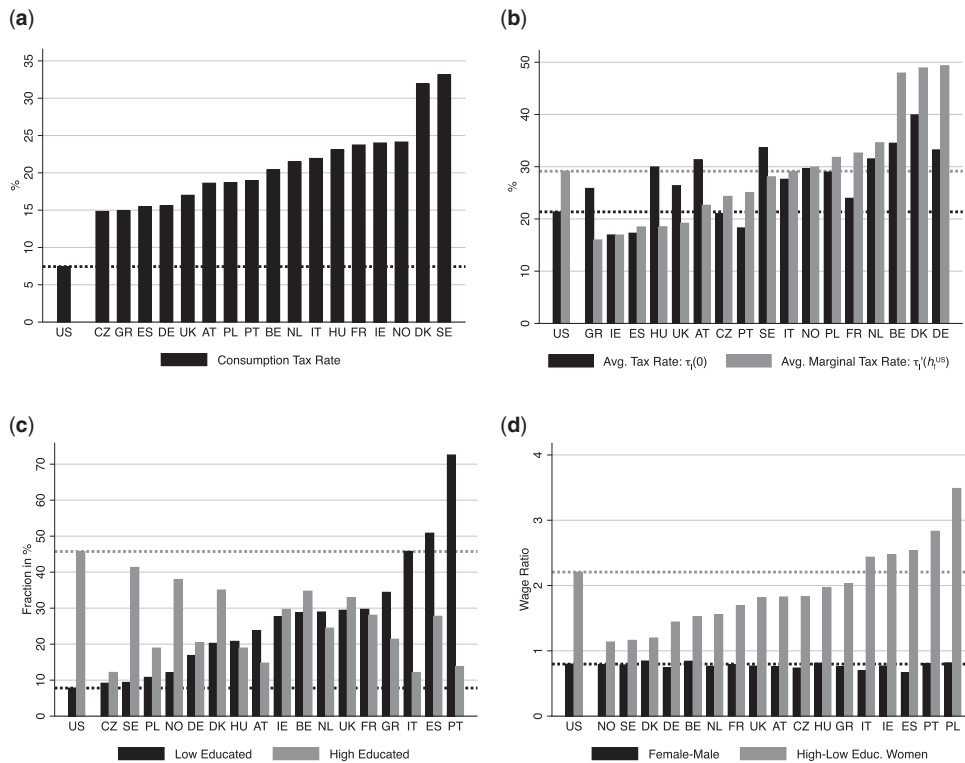 (a)
35
30
25
20
15
10
5
0
%
US CZ GR ES DE UK AT PL PT BE NL IT HU FR IE NO DK SE
Consumption Tax Rate
(b)
50
40
30
20
10
0
%
US GR IE ES HU UK AT CZ PT SE IT NO PL FR NL BE DK DE
Avg. Tax Rate: τ_l(0) Avg. Marginal Tax Rate: τ_l'(h_f^US)
(c)
70
60
50
40
30
20
10
0
Fraction in %
US CZ SE PL NO DE DK HU AT IE BE NL UK FR GR IT ES PT
Low Educated High Educated
(d)
4
3
2
1
0
Wage Ratio
US NO SE DK DE BE NL FR UK AT CZ HU GR IT IE ES PT PL
Female-Male High-Low Educ. Women